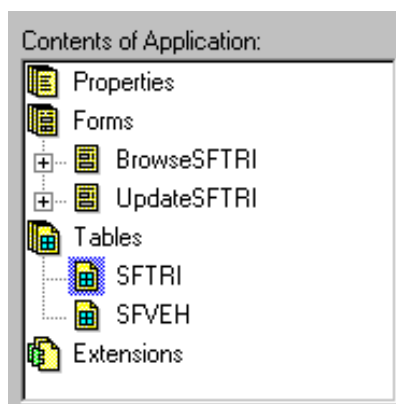 Contents of Application:
Properties
Forms
BrowseSFTRI
UpdateSFTRI
Tables
SFTRI
SFVEH
Extensions